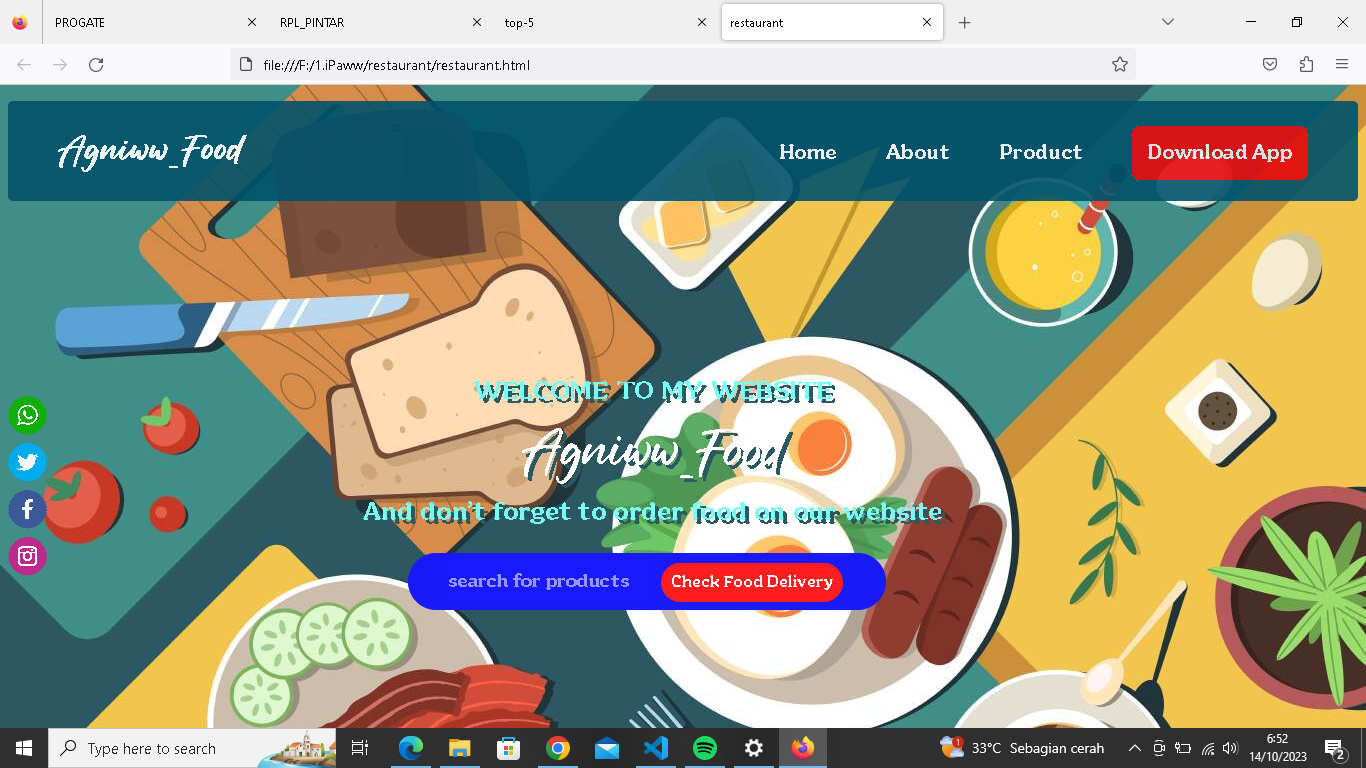 PROGATE
RPL_PINTAR
top-5
restaurant
file:///F:/1.iPaww/restaurant/restaurant.html
Agniww_Food
Home
About
Product
Download App
WELCOME TO MY WEBSITE
Agniww_Food
And don't forget to order food on our website
search for products
Check Food Delivery
Type here to search
1
33°C Sebagian cerah
6:52
14/10/2023
2